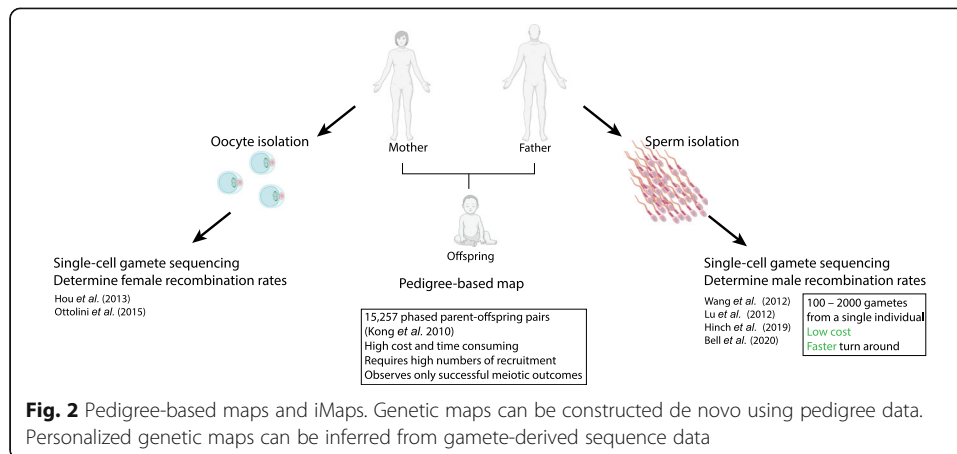 Oocyte isolation
Mother
Father
Sperm isolation
Offspring
Single-cell gamete sequencing
Determine female recombination rates
Hou et al. (2013)
Ottolini et al. (2015)
Pedigree-based map
15,257 phased parent-offspring pairs
(Kong et al. 2010)
High cost and time consuming
Requires high numbers of recruitment
Observes only successful meiotic outcomes
Single-cell gamete sequencing
Determine male recombination rates
Wang et al. (2012)
Lu et al. (2012)
Hinch et al. (2019)
Bell et al. (2020)
100 – 2000 gametes
from a single individual
Low cost
Faster turn around
Fig. 2 Pedigree-based maps and iMaps. Genetic maps can be constructed de novo using pedigree data.
Personalized genetic maps can be inferred from gamete-derived sequence data